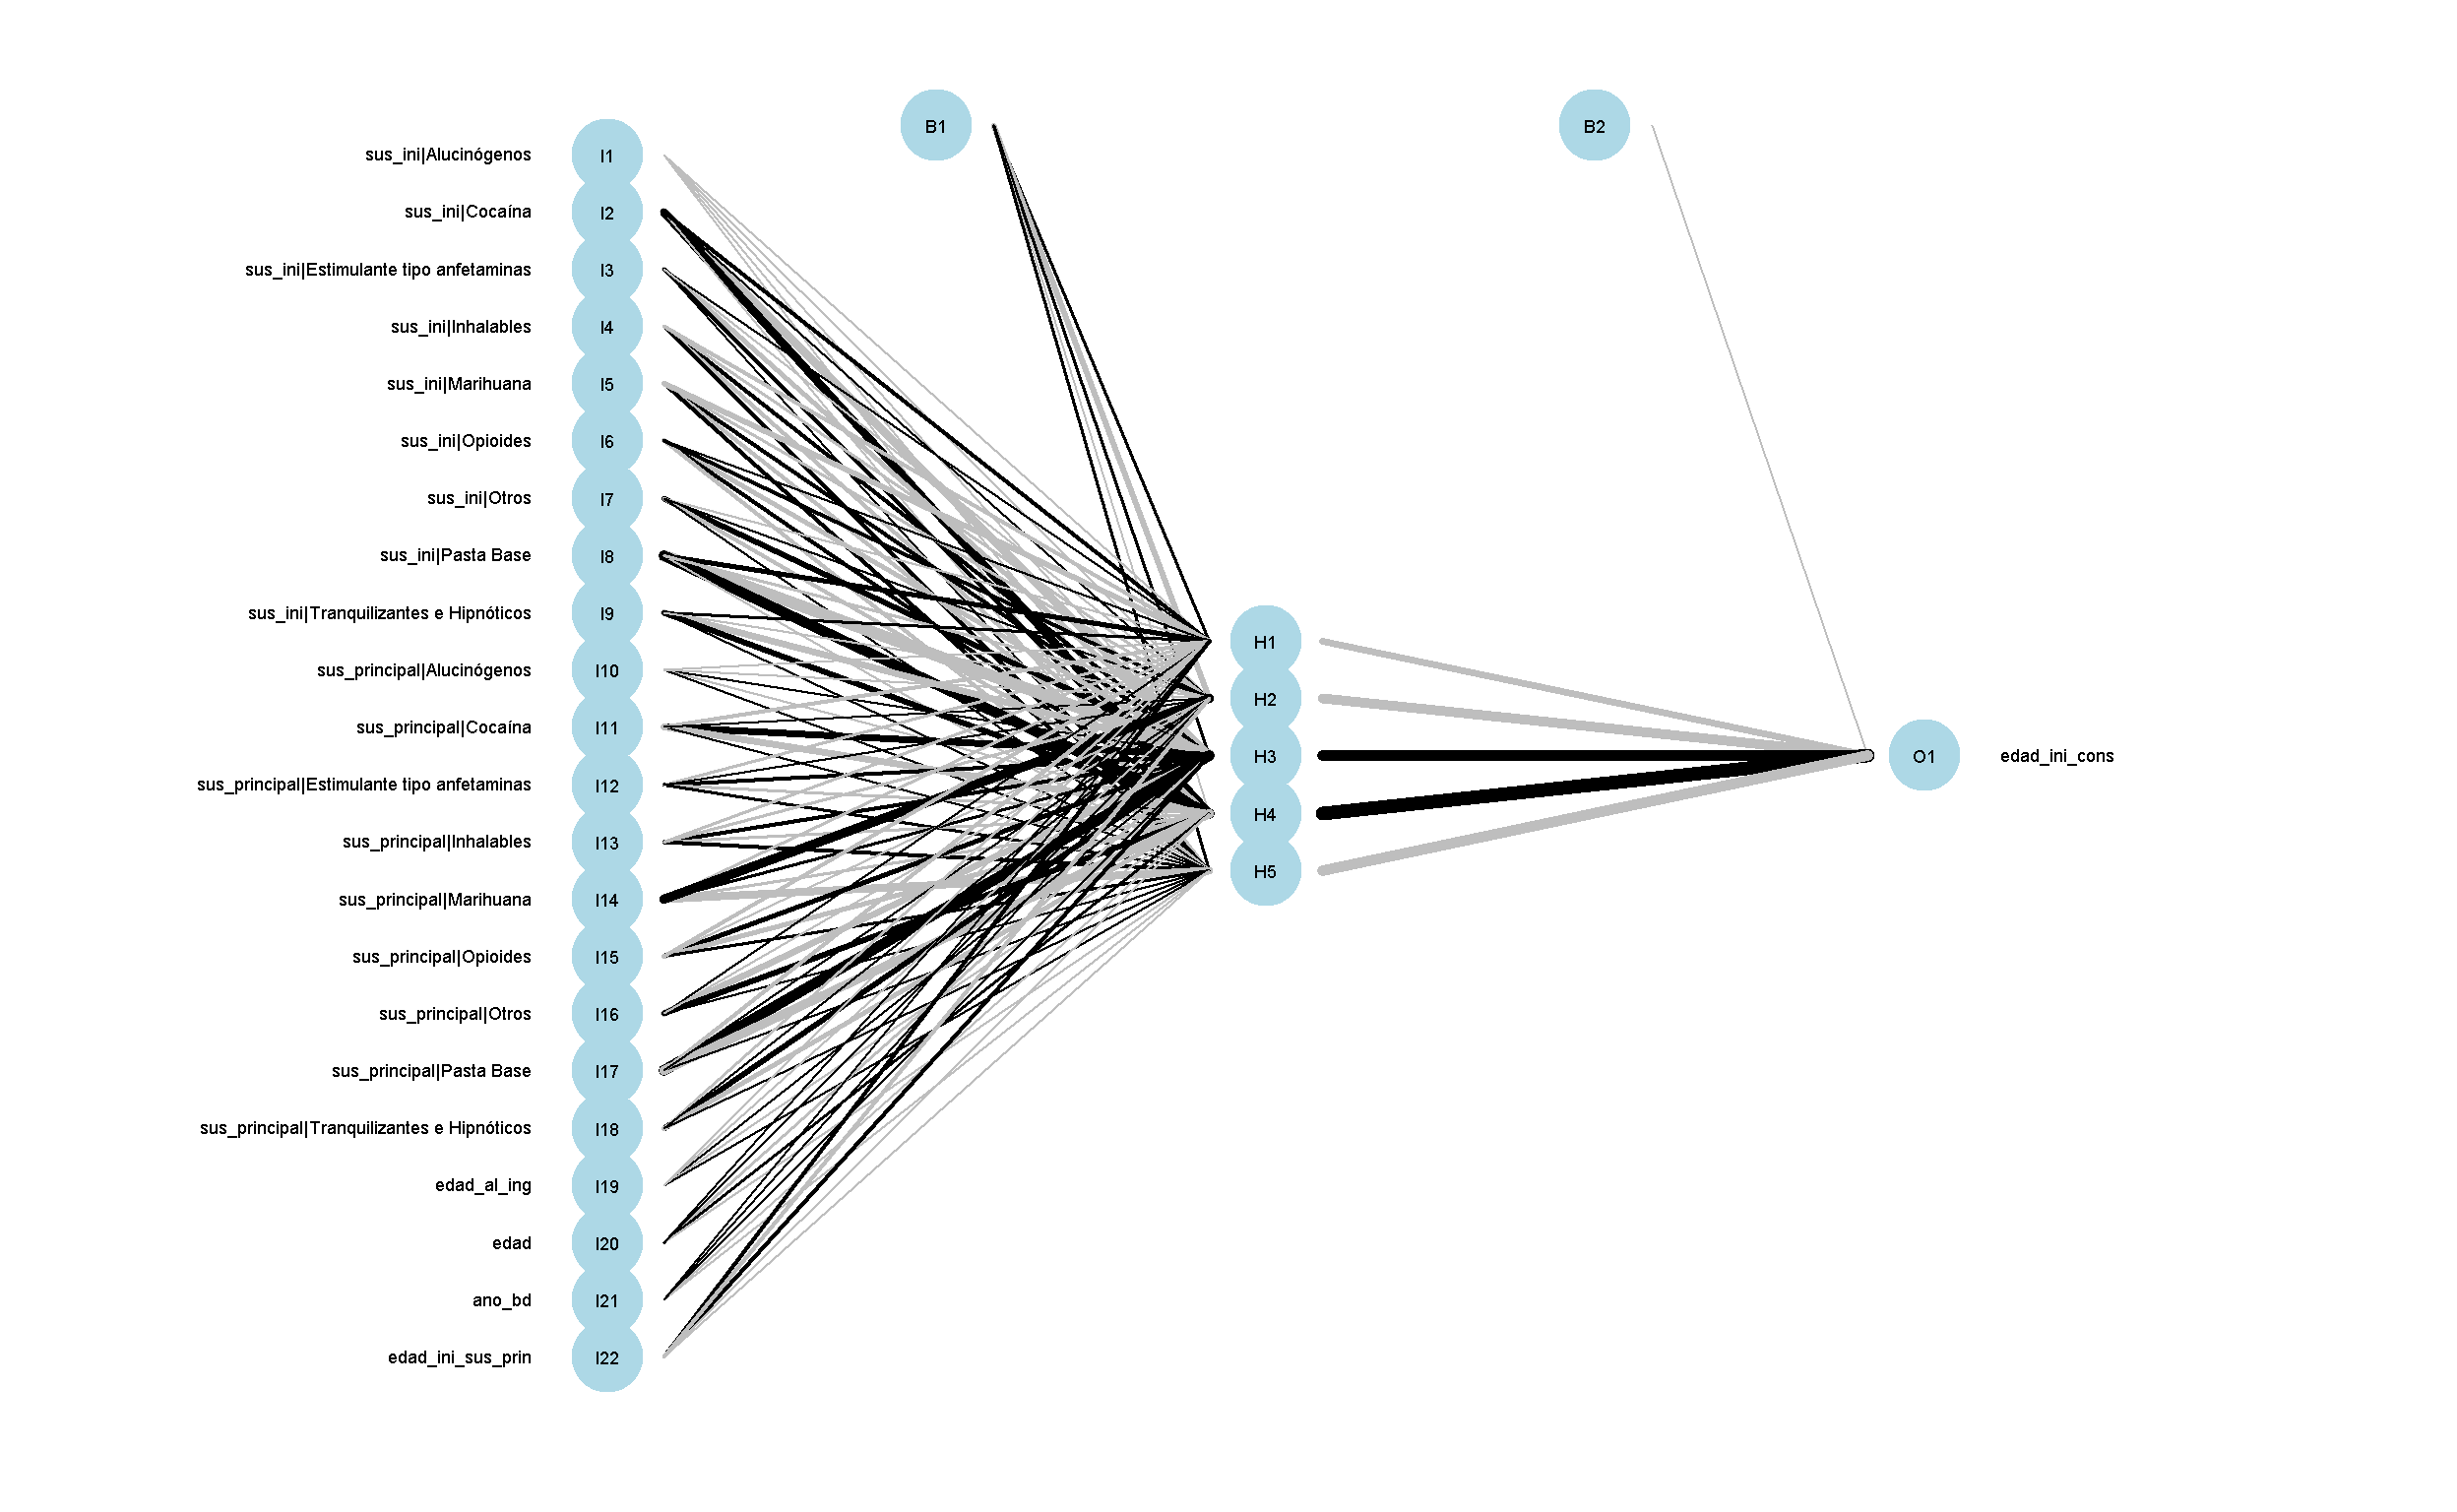 B1
B2
sus_ini|Alucinógenos I1
sus_ini|Cocaína I2
sus_ini|Estimulante tipo anfetaminas I3
sus_ini|Inhalables I4
sus_ini|Marihuana I5
sus_ini|Opioides I6
sus_ini|Otros I7
sus_ini|Pasta Base I8
sus_ini|Tranquilizantes e Hipnóticos I9
sus_principal|Alucinógenos I10
sus_principal|Cocaína I11
sus_principal|Estimulante tipo anfetaminas I12
sus_principal|Inhalables I13
sus_principal|Marihuana I14
sus_principal|Opioides I15
sus_principal|Otros I16
sus_principal|Pasta Base I17
sus_principal|Tranquilizantes e Hipnóticos I18
edad_al_ing I19
edad I20
ano_bd I21
edad_ini_sus_prin I22
H1
H2
H3
H4
H5
O1 edad_ini_cons